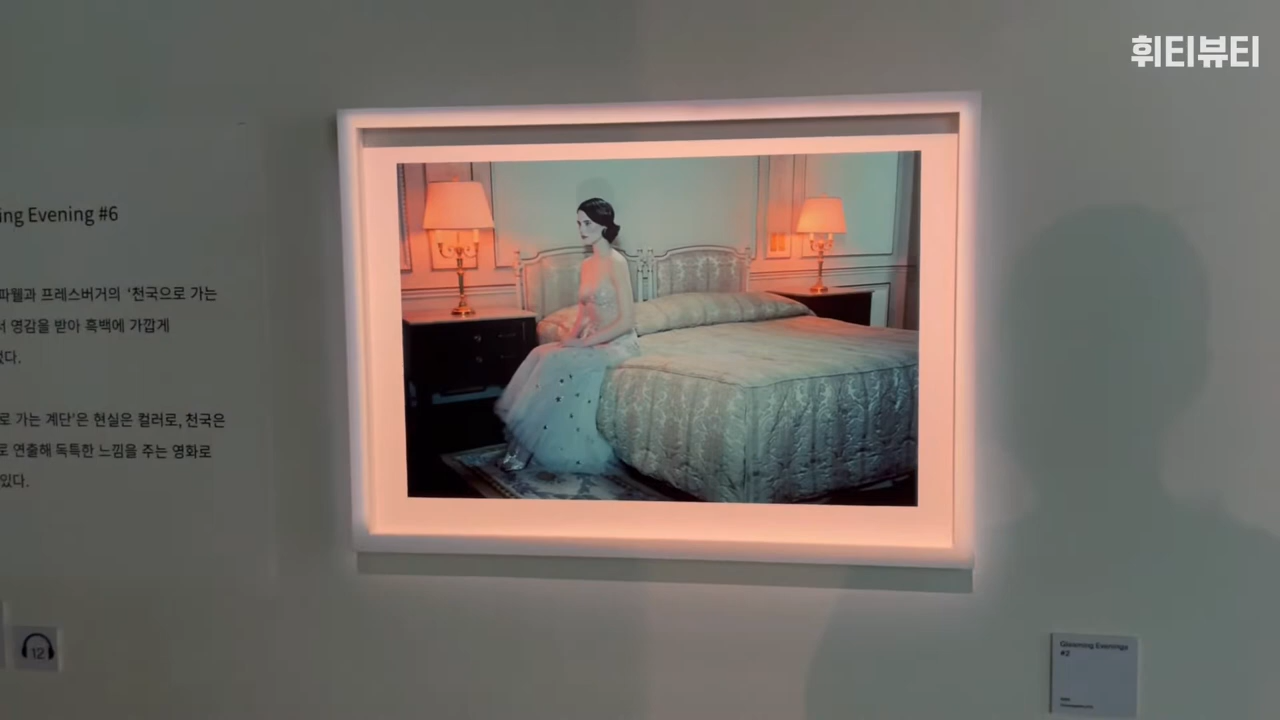 휘티뷰티
ing Evening #6
파웰과 프레스버거의 '천국으로 가는
서 영감을 받아 흑백에 가깝게
었다.
로 가는 계단'은 현실은 컬러로, 천국은
로 연출해 독특한 느낌을 주는 영화로
있다.
12
Gloaming Evenings
#2